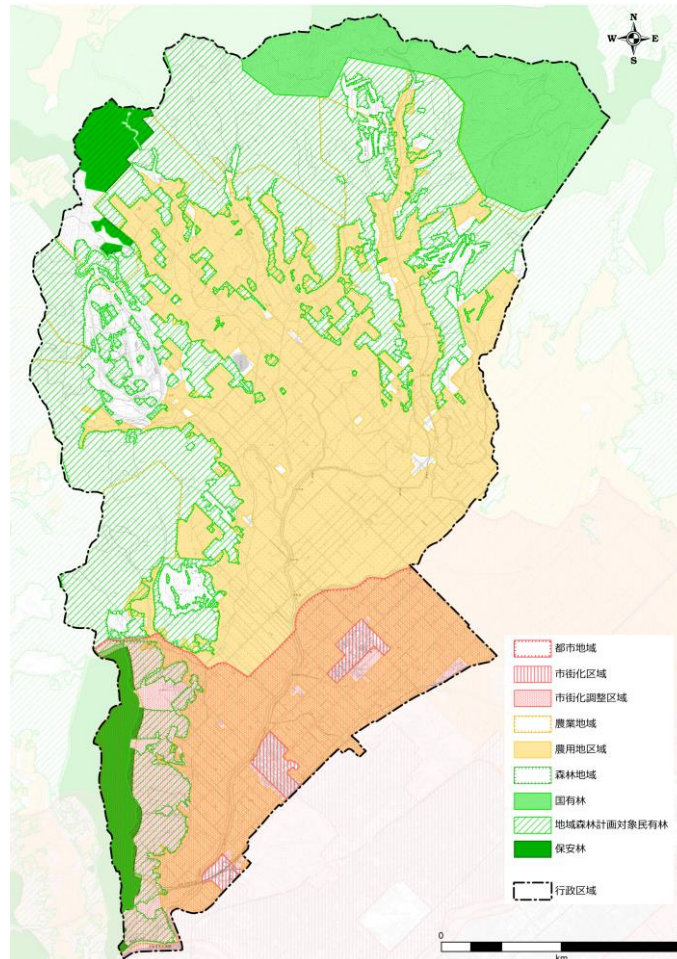 N
W E
S
都市地域
市街化区域
市街化調整区域
農業地域
農用地区域
森林地域
国有林
地域森林計画対象民有林
保安林
行政区域
0
km